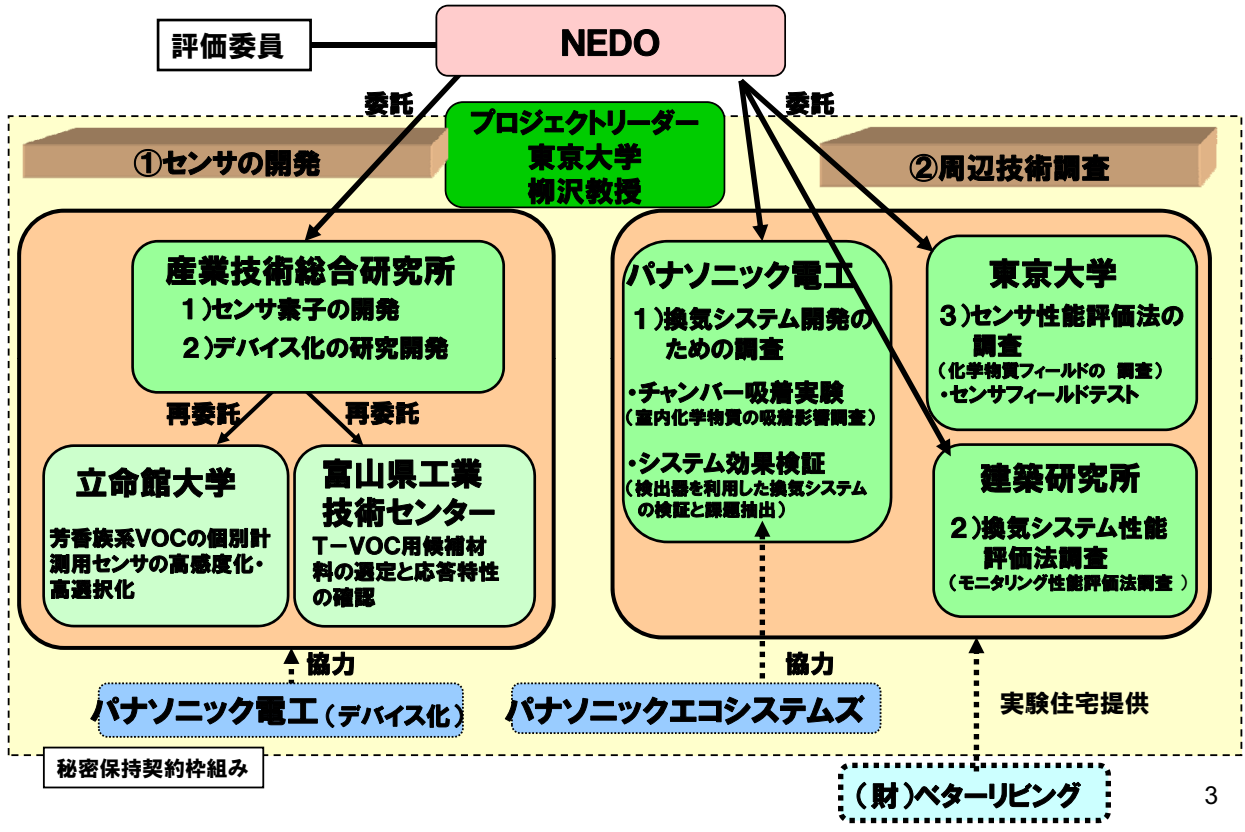 評価委員
NEDO
委託
委託
プロジェクトリーダー
東京大学
柳沢教授
①センサの開発
②周辺技術調査
産業技術総合研究所
1)センサ素子の開発
2)デバイス化の研究開発
再委託
再委託
立命館大学
芳香族系VOCの個別計
測用センサの高感度化・
高選択化
富山県工業
技術センター
T-VOC用候補材
料の選定と応答特性
の確認
パナソニック電工
1)換気システム開発の
ための調査
・チャンバー吸着実験
(室内化学物質の吸着影響調査)
・システム効果検証
(検出器を利用した換気システム
の検証と課題抽出)
東京大学
3)センサ性能評価法の
調査
(化学物質フィールドの 調査)
・センサフィールドテスト
建築研究所
2)換気システム性能
評価法調査
(モニタリング性能評価法調査 )
協力
パナソニック電工(デバイス化)
協力
パナソニックエコシステムズ
実験住宅提供
秘密保持契約枠組み
(財)ベターリビング
3